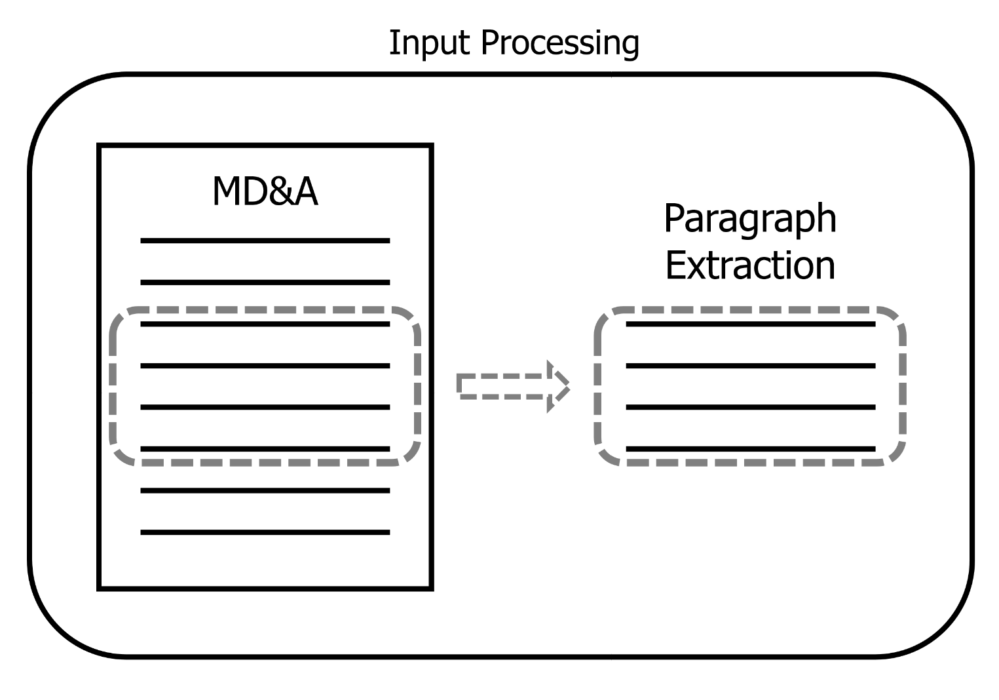 Input Processing
MD&A
Paragraph
Extraction